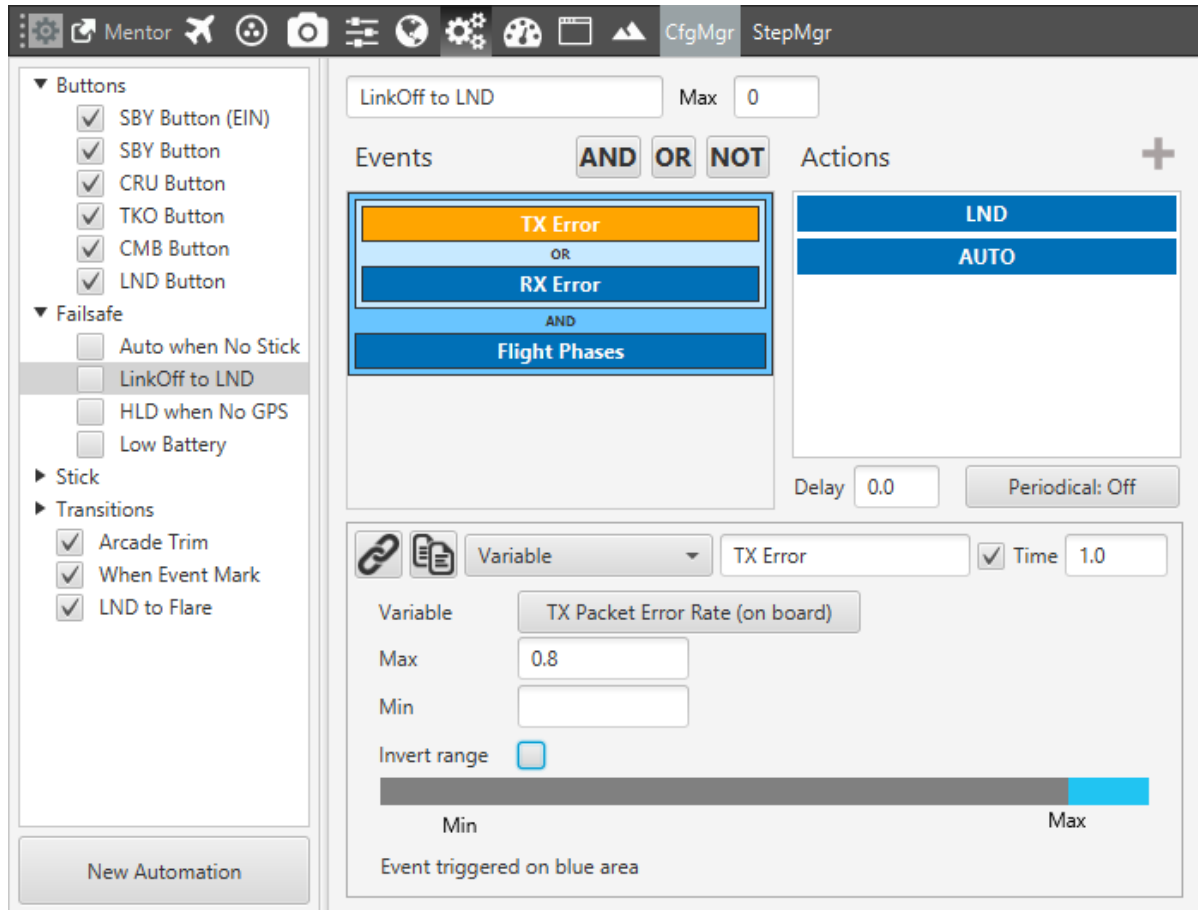 Mentor CfgMgr StepMgr
Buttons
SBY Button (EIN)
SBY Button
CRU Button
TKO Button
CMB Button
LND Button
Failsafe
Auto when No Stick
LinkOff to LND
HLD when No GPS
Low Battery
Stick
Transitions
Arcade Trim
When Event Mark
LND to Flare
New Automation
LinkOff to LND Max 0
Events AND OR NOT Actions
TX Error
OR
RX Error
AND
Flight Phases
LND
AUTO
Delay 0.0 Periodical: Off
Variable TX Error Time 1.0
Variable TX Packet Error Rate (on board)
Max 0.8
Min
Invert range
Min Max
Event triggered on blue area